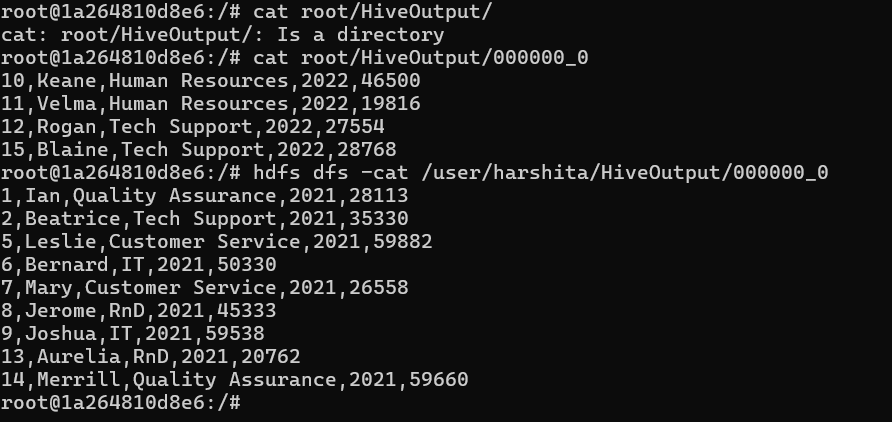 root@1a264810d8e6:/# cat root/HiveOutput/
cat: root/HiveOutput/: Is a directory
root@1a264810d8e6:/# cat root/HiveOutput/000000_0
10,Keane,Human Resources,2022,46500
11,Velma,Human Resources,2022,19816
12,Rogan,Tech Support,2022,27554
15,Blaine,Tech Support,2022,28768
root@1a264810d8e6:/# hdfs dfs -cat /user/harshita/HiveOutput/000000_0
1,Ian,Quality Assurance,2021,28113
2,Beatrice,Tech Support,2021,35330
5,Leslie,Customer Service,2021,59882
6,Bernard,IT,2021,50330
7,Mary,Customer Service,2021,26558
8,Jerome,RnD,2021,45333
9,Joshua,IT,2021,59538
13,Aurelia,RnD,2021,20762
14,Merrill,Quality Assurance,2021,59660
root@1a264810d8e6:/#